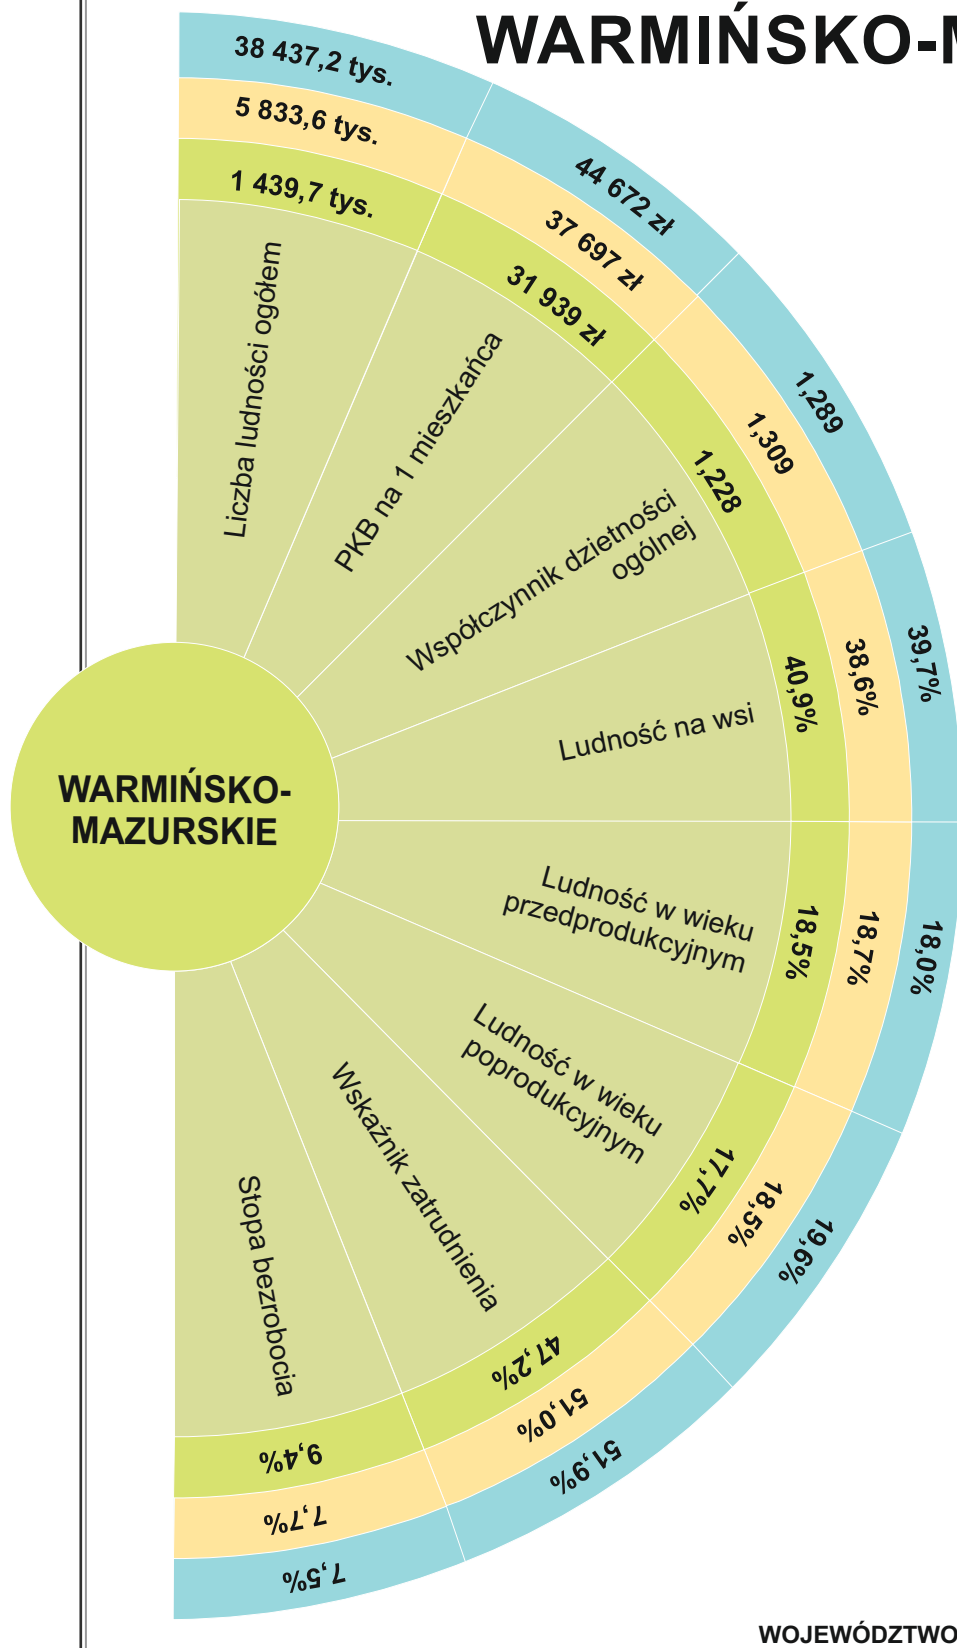 WARMIŃSKO-M
38 437,2 tys.
5 833,6 tys.
1 439,7 tys.
Liczba ludności ogółem
44 672 zł
37 697 zł
31 939 zł
PKB na 1 mieszkańca
1,289
1,309
1,228
Współczynnik dzietności
ogólnej
39,7%
38,6%
40,9%
Ludność na wsi
WARMIŃSKO-
MAZURSKIE
18,0%
18,7%
18,5%
Ludność w wieku
przedprodukcyjnym
19,6%
18,5%
17,7%
Ludność w wieku
poprodukcyjnym
51,9%
51,0%
47,2%
Wskaźnik zatrudnienia
7,5%
7,7%
9,4%
Stopa bezrobocia
WOJEWÓDZTWO